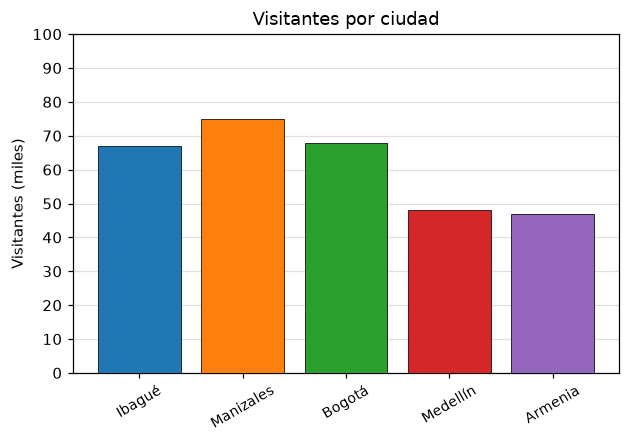 Visitantes por ciudad
Visitantes (miles)
100
90
80
70
60
50
40
30
20
10
0
Ibagué
Manizales
Bogotá
Medellín
Armenia